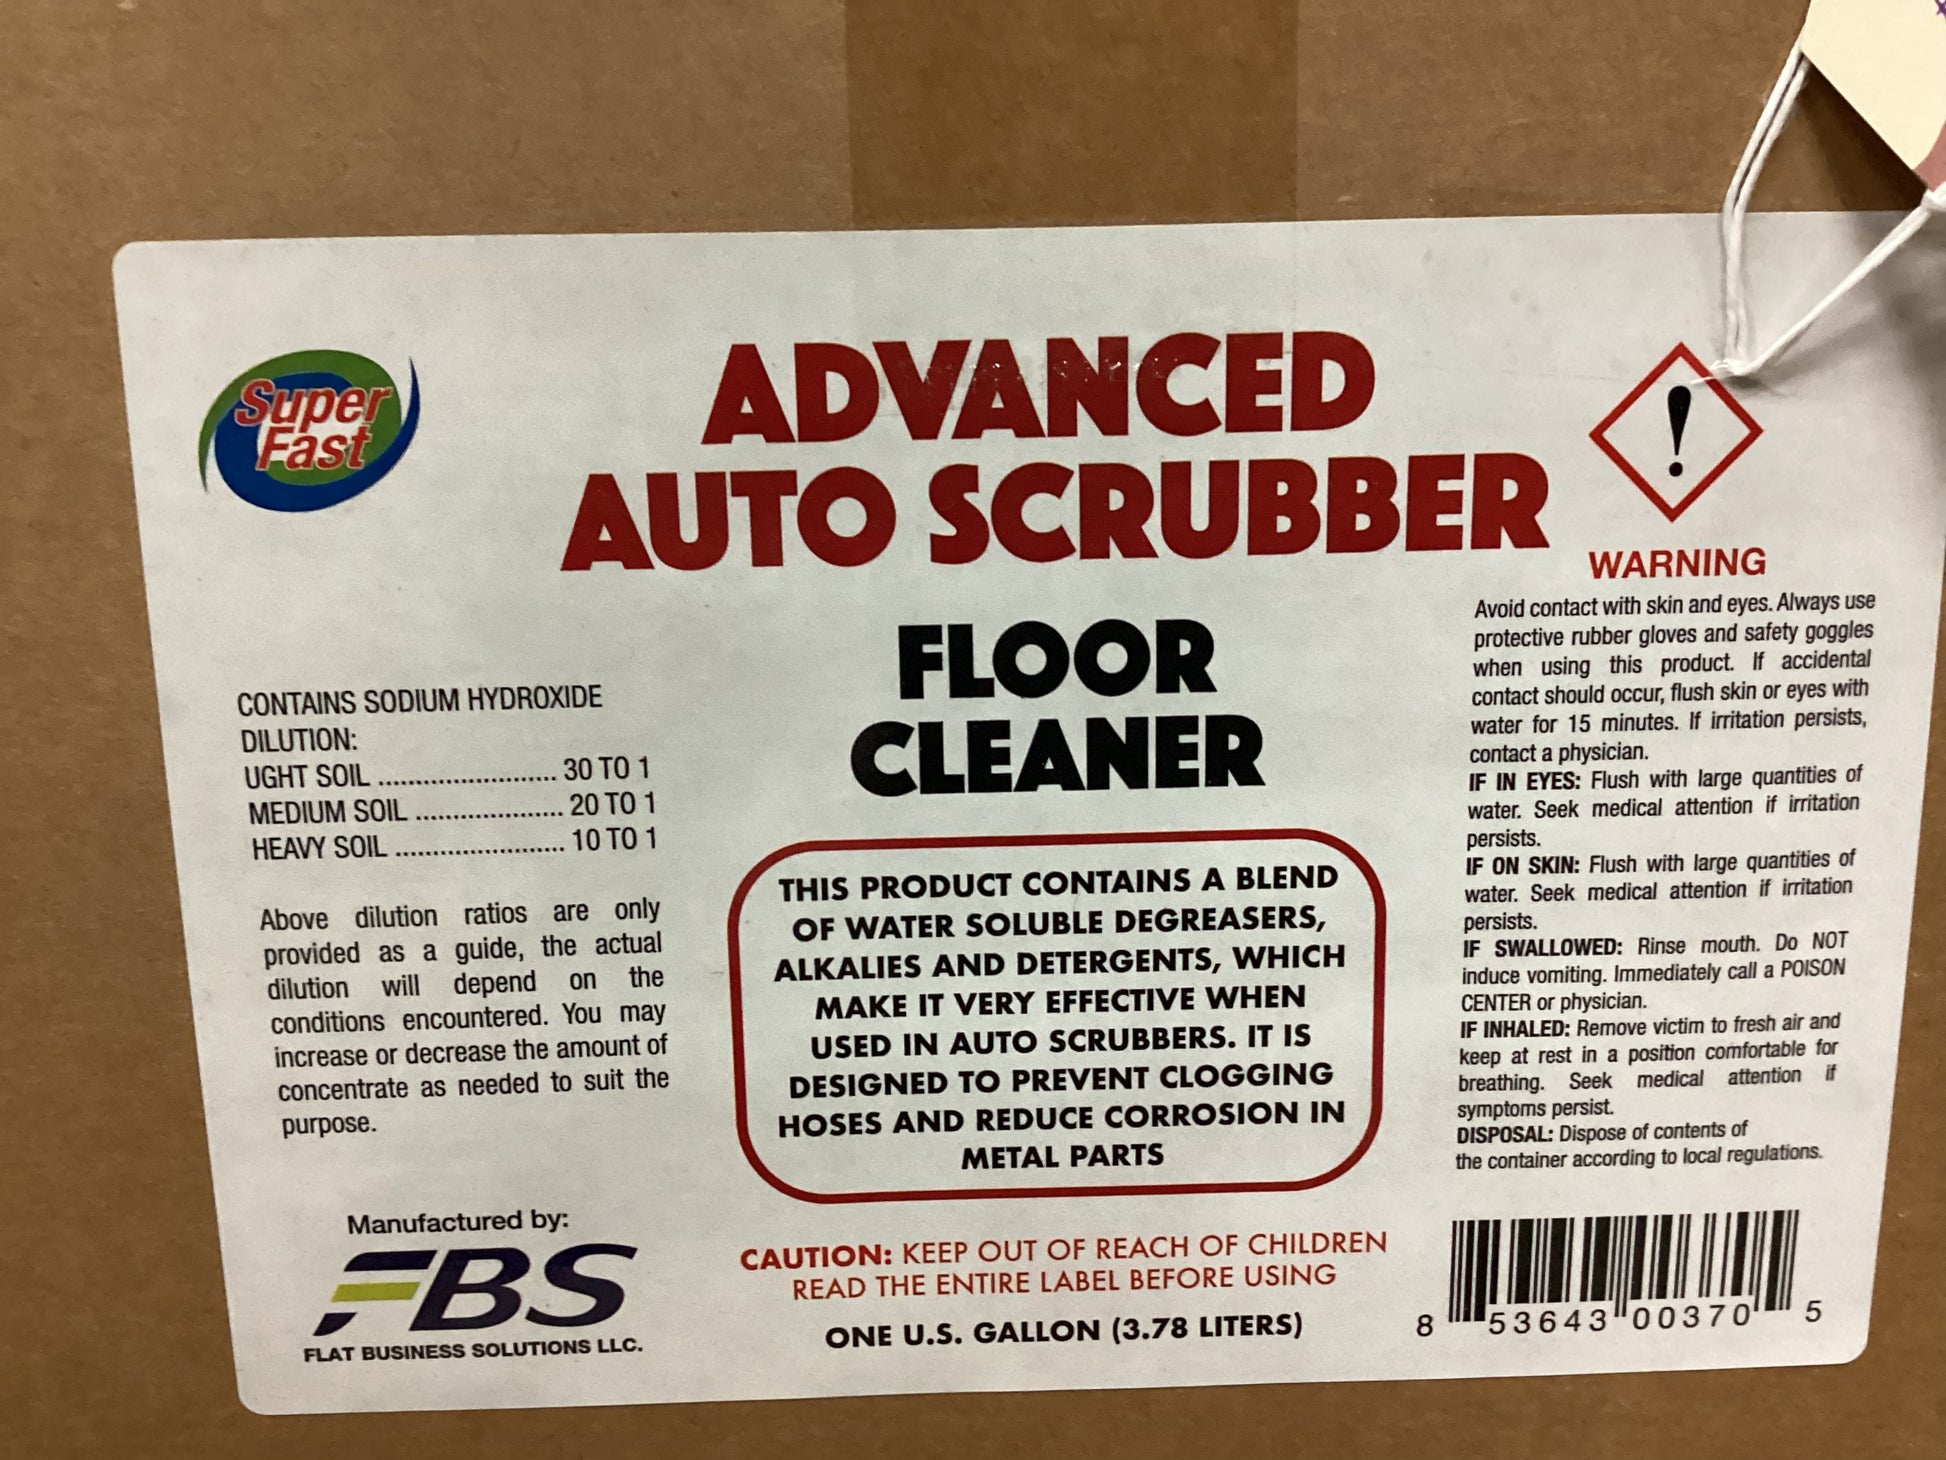 Super
Fast
ADVANCED
AUTO SCRUBBER
FLOOR
CLEANER
CONTAINS SODIUM HYDROXIDE
DILUTION:
UGHT SOIL ........................ 30 TO 1
MEDIUM SOIL .................... 20 TO 1
HEAVY SOIL ....................... 10 TO 1
Above dilution ratios are only
provided as a guide, the actual
dilution will depend on the
conditions encountered. You may
increase or decrease the amount of
concentrate as needed to suit the
purpose.
Manufactured by:
FBS
FLAT BUSINESS SOLUTIONS LLC.
THIS PRODUCT CONTAINS A BLEND
OF WATER SOLUBLE DEGREASERS,
ALKALIES AND DETERGENTS, WHICH
MAKE IT VERY EFFECTIVE WHEN
USED IN AUTO SCRUBBERS. IT IS
DESIGNED TO PREVENT CLOGGING
HOSES AND REDUCE CORROSION IN
METAL PARTS
CAUTION: KEEP OUT OF REACH OF CHILDREN
READ THE ENTIRE LABEL BEFORE USING
ONE U.S. GALLON (3.78 LITERS)
!
WARNING
Avoid contact with skin and eyes. Always use
protective rubber gloves and safety goggles
when using this product. If accidental
contact should occur, flush skin or eyes with
water for 15 minutes. If irritation persists,
contact a physician.
IF IN EYES: Flush with large quantities of
water. Seek medical attention if irritation
persists.
IF ON SKIN: Flush with large quantities of
water. Seek medical attention if irritation
persists.
IF SWALLOWED: Rinse mouth. Do NOT
induce vomiting. Immediately call a POISON
CENTER or physician.
IF INHALED: Remove victim to fresh air and
keep at rest in a position comfortable for
breathing. Seek medical attention if
symptoms persist.
DISPOSAL: Dispose of contents of
the container according to local regulations.
8 53643 00370 5